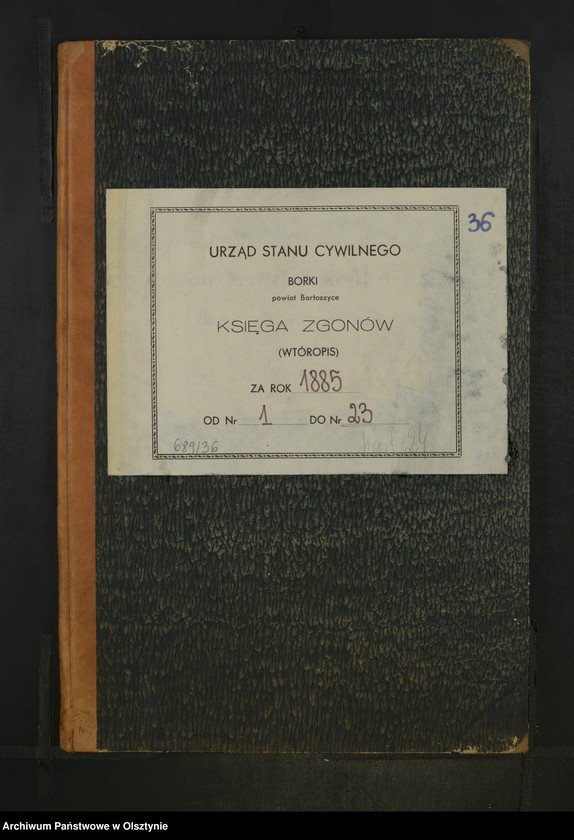 36
URZĄD STANU CYWILNEGO
BORKI
powiat Bartoszyce
KSIĘGA ZGONÓW
(WTÓROPIS)
ZA ROK 1885
OD Nr 1 DO Nr 23
689/36
24
Archiwum Państwowe w Olsztynie